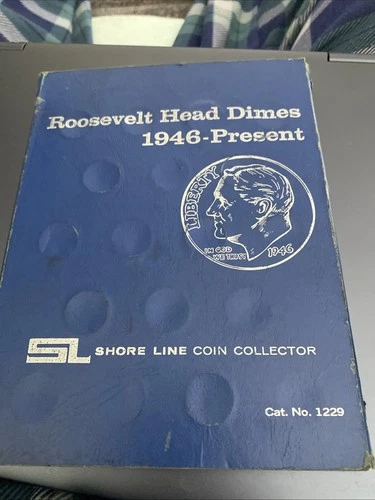 Roosevelt Head Dimes
1946-Present
LIBERTY
IN GOD
WE TRUST
1946
SL SHORE LINE COIN COLLECTOR
Cat. No. 1229